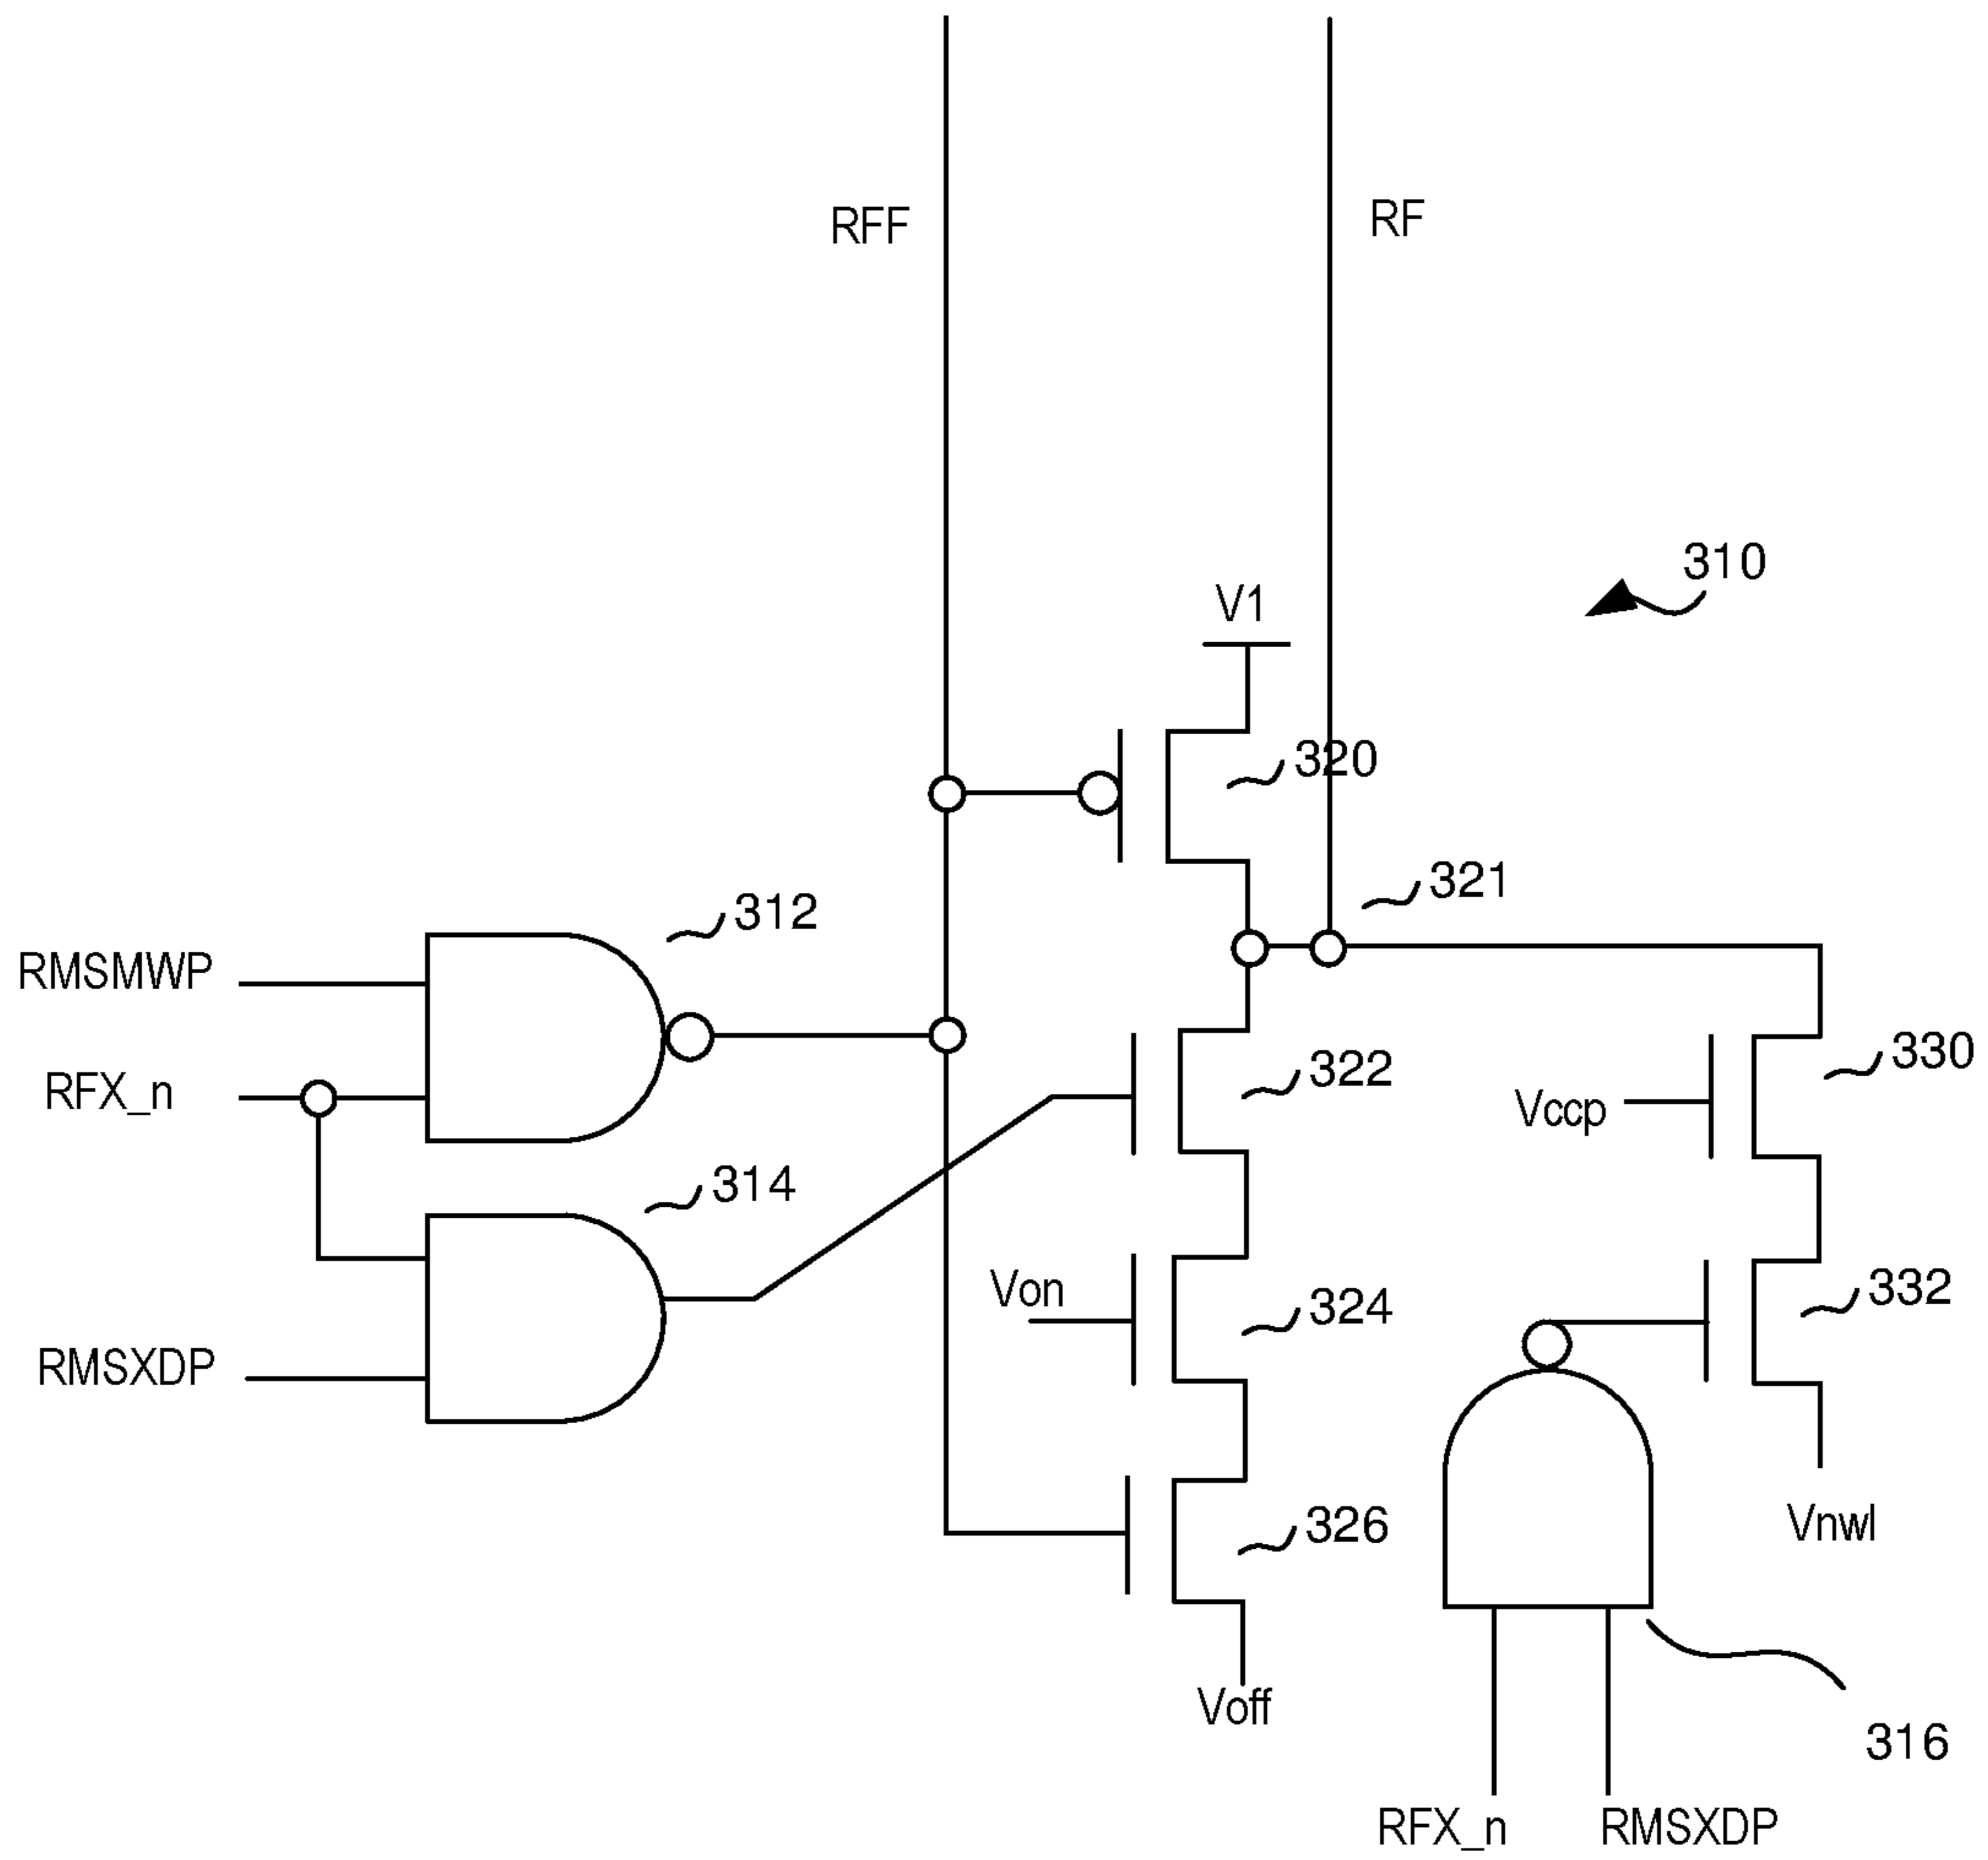 RFF
RF
310
V1
320
321
312
RMSMWP
330
322
RFX_n
Vccp
314
Von
332
324
RMSXDP
326
Vnwl
Voff
316
RFX_n
RMSXDP